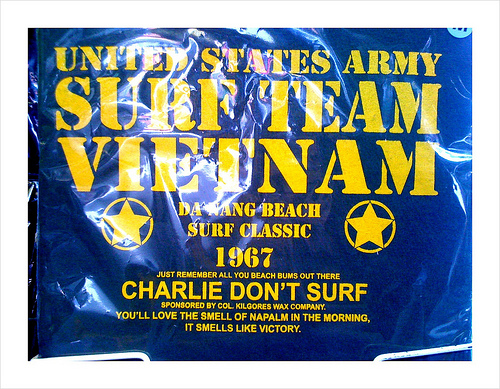 UNITED STATES ARMY
SURF TEAM
VIETNAM
DA NANG BEACH
SURF CLASSIC
1967
JUST REMEMBER ALL YOU BEACH BUMS OUT THERE
CHARLIE DON'T SURF
SPONSORED BY COL. KILGORES WAX COMPANY.
YOU'LL LOVE THE SMELL OF NAPALM IN THE MORNING,
IT SMELLS LIKE VICTORY.